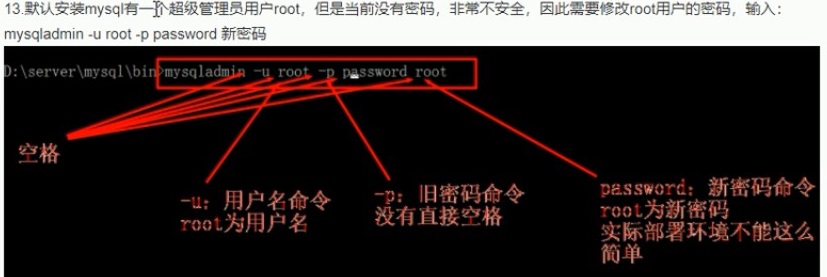 13.默认安装mysql有一个超级管理员用户root，但是当前没有密码，非常不安全，因此需要修改root用户的密码，输入：
mysqladmin -u root -p password 新密码
D:\server\mysql\bin>mysqladmin -u root -p password root
空格
-u：用户名命令
root为用户名
-p：旧密码命令
没有直接空格
password：新密码命令
root为新密码
实际部署环境不能这么
简单